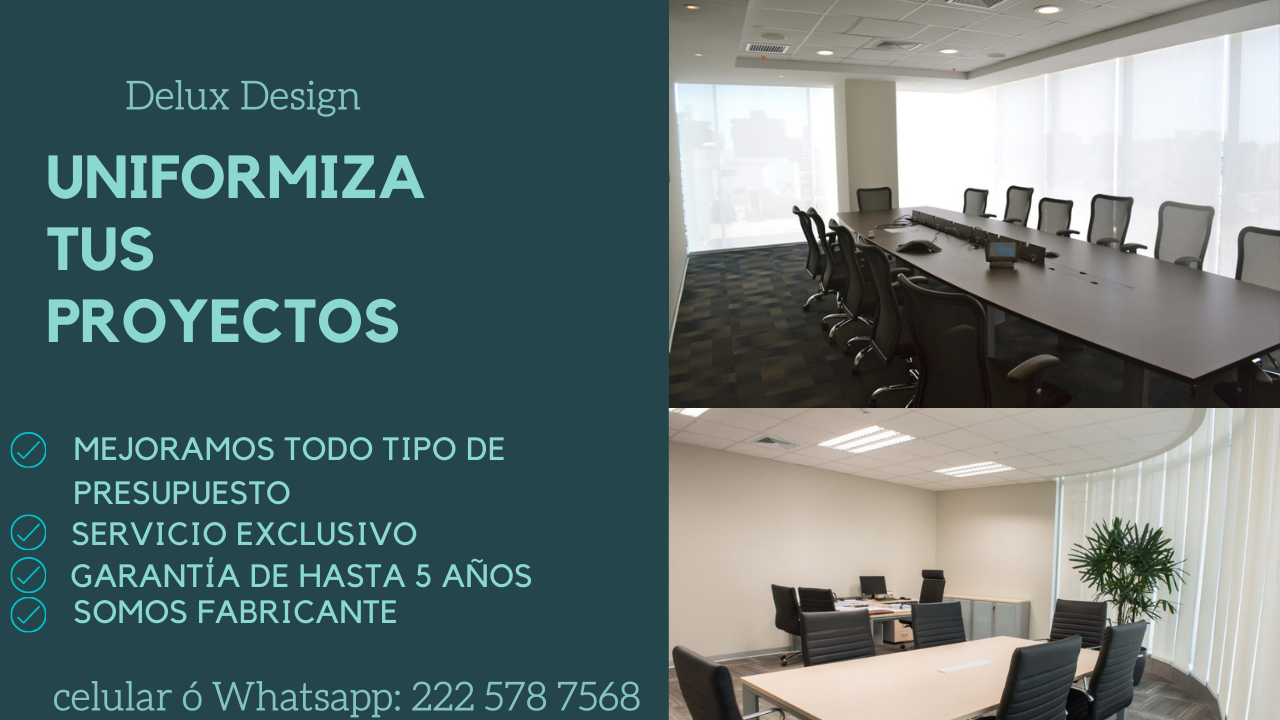 Delux Design
UNIFORMIZA
TUS
PROYECTOS
MEJORAMOS TODO TIPO DE
PRESUPUESTO
SERVICIO EXCLUSIVO
GARANTÍA DE HASTA 5 AÑOS
SOMOS FABRICANTE
celular ó Whatsapp: 222 578 7568